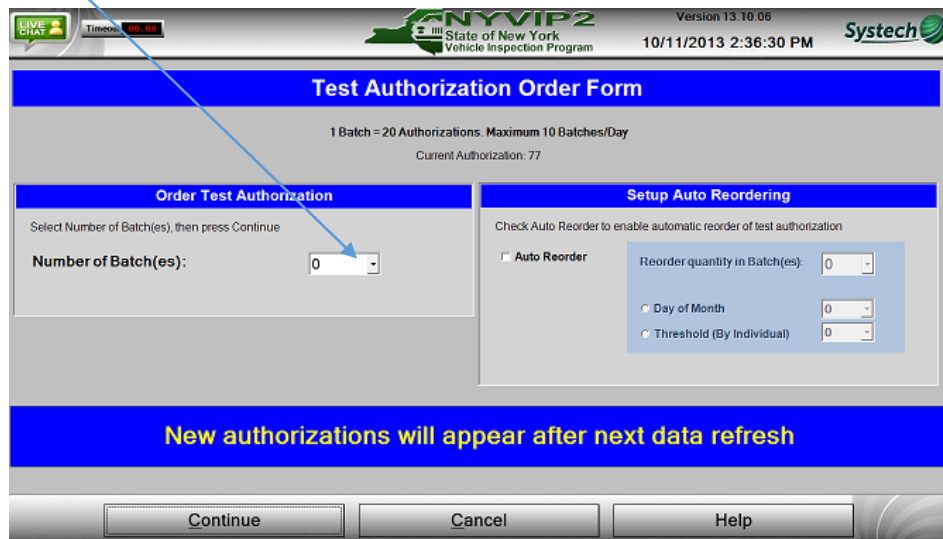 LIVE CHAT
Timeout 00.00
NYVIP2
State of New York
Vehicle Inspection Program
Version 13.10.06
10/11/2013 2:36:30 PM
Systech
Test Authorization Order Form
1 Batch = 20 Authorizations. Maximum 10 Batches/Day
Current Authorization: 77
Order Test Authorization
Select Number of Batch(es), then press Continue
Number of Batch(es): 0
Setup Auto Reordering
Check Auto Reorder to enable automatic reorder of test authorization
Auto Reorder
Reorder quantity in Batch(es): 0
Day of Month 0
Threshold (By Individual) 0
New authorizations will appear after next data refresh
Continue Cancel Help